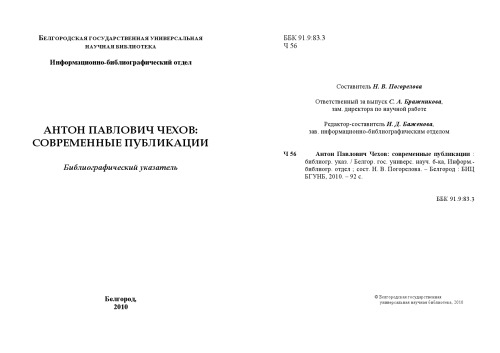 БЕЛГОРОДСКАЯ ГОСУДАРСТВЕННАЯ УНИВЕРСАЛЬНАЯ
НАУЧНАЯ БИБЛИОТЕКА
Информационно-библиографический отдел
АНТОН ПАВЛОВИЧ ЧЕХОВ:
СОВРЕМЕННЫЕ ПУБЛИКАЦИИ
Библиографический указатель
Белгород,
2010
ББК 91.9:83.3
Ч 56
Составитель Н. В. Погорелова
Ответственный за выпуск С. А. Бражникова,
зам. директора по научной работе
Редактор-составитель И. Д. Баженова,
зав. информационно-библиографическим отделом
Ч 56 Антон Павлович Чехов: современные публикации :
библиогр. указ. / Белгор. гос. универс. науч. б-ка, Информ.-
библиогр. отдел ; сост. Н. В. Погорелова. – Белгород : БИЦ
БГУНБ, 2010. – 92 с.
ББК 91.9:83.3
© Белгородская государственная
универсальная научная библиотека, 2010